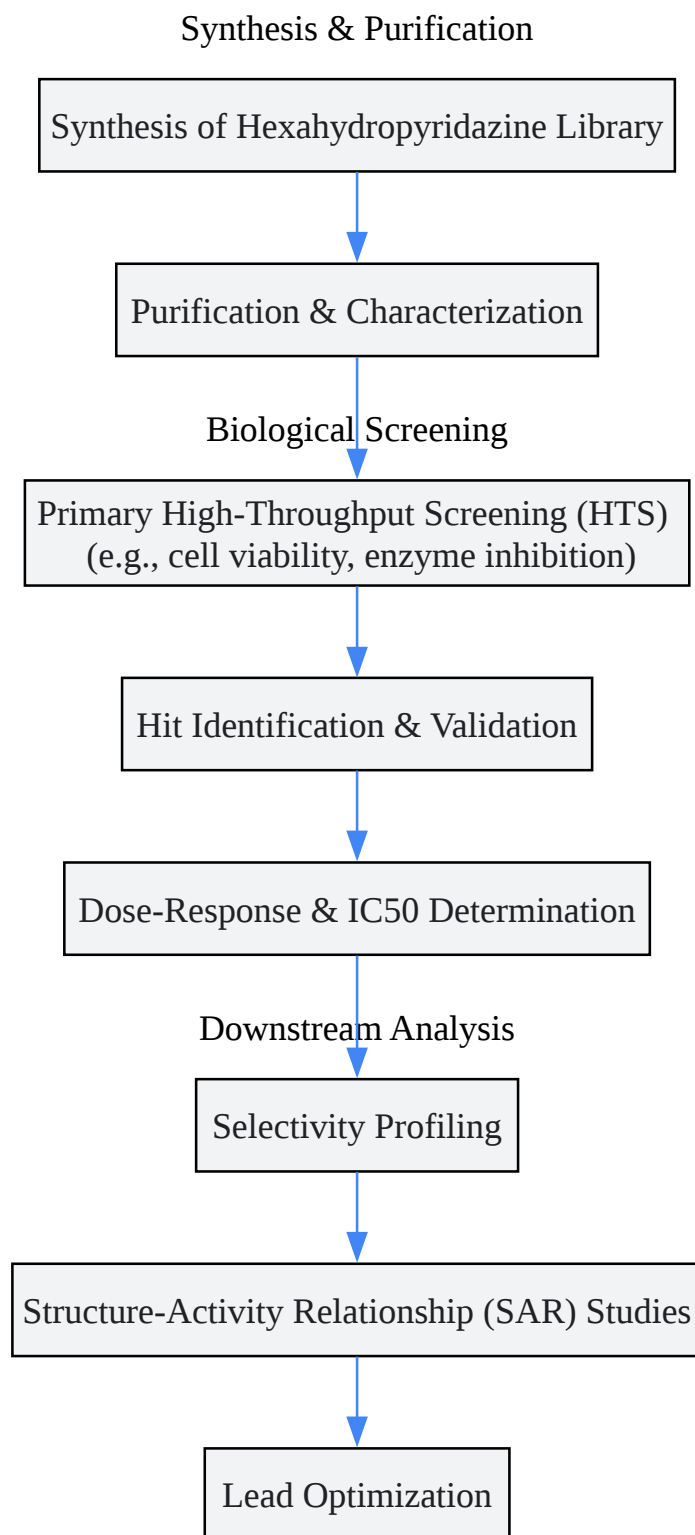 Synthesis & Purification
Synthesis of Hexahydropyridazine Library
Purification & Characterization
Biological Screening
Primary High-Throughput Screening (HTS)
(e.g., cell viability, enzyme inhibition)
Hit Identification & Validation
Dose-Response & IC50 Determination
Downstream Analysis
Selectivity Profiling
Structure-Activity Relationship (SAR) Studies
Lead Optimization